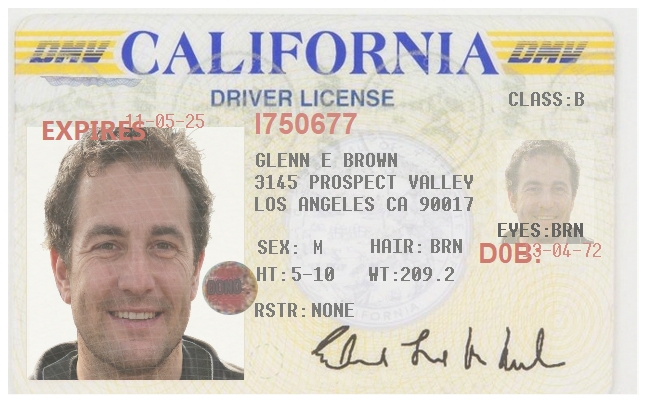 DMV CALIFORNIA DMV
DRIVER LICENSE
CLASS:B
EXPIRES 11-05-25
I750677
GLENN E BROWN
3145 PROSPECT VALLEY
LOS ANGELES CA 90017
EYES:BRN
SEX: M HAIR: BRN
D0B: 3-04-72
HT:5-10 WT:209.2
RSTR:NONE